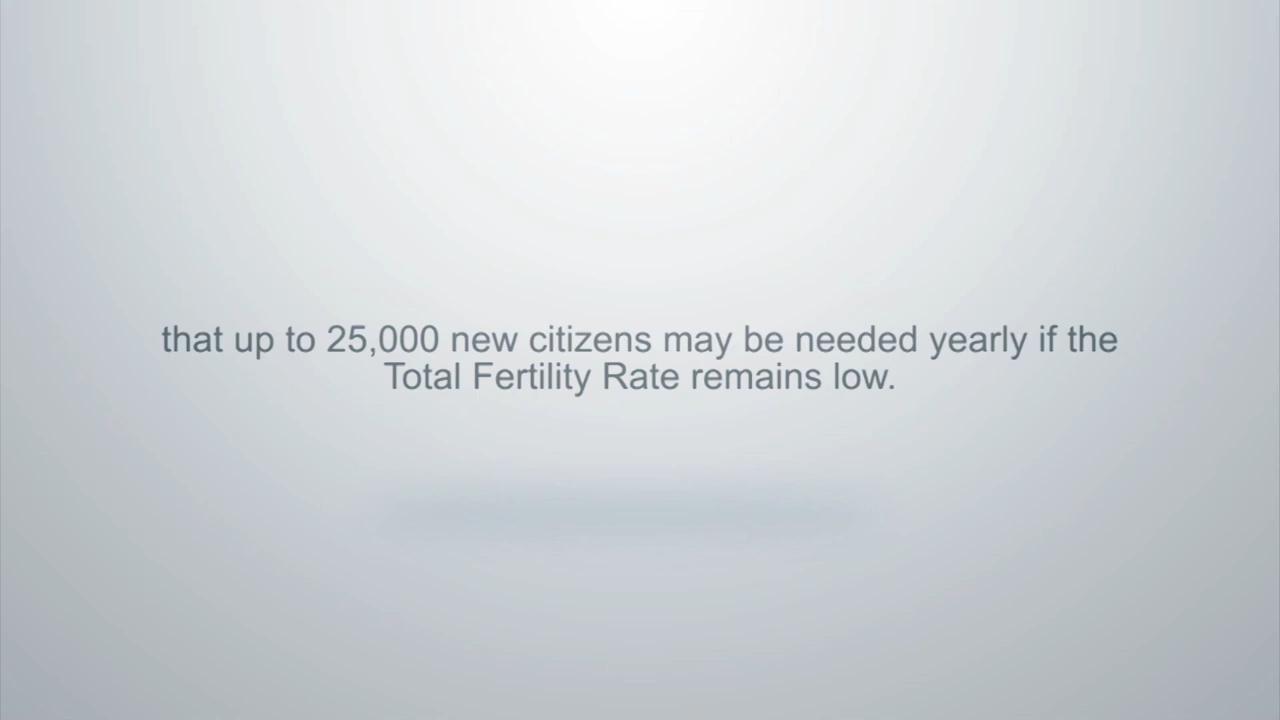 that up to 25,000 new citizens may be needed yearly if the
Total Fertility Rate remains low.